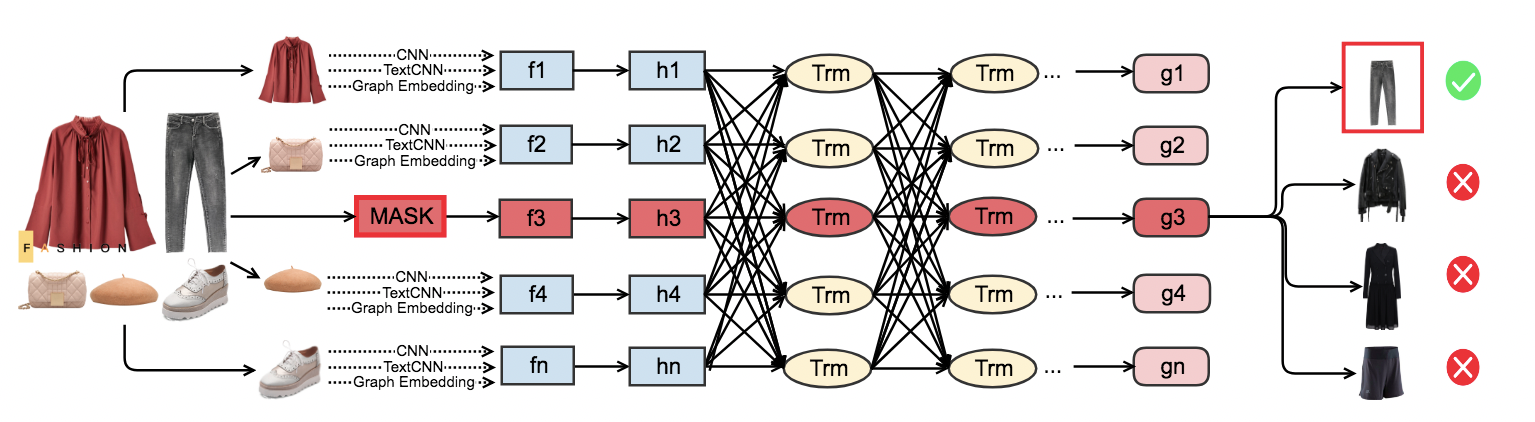 CNN
TextCNN
Graph Embedding
f1
h1
Trm
Trm
...
g1
CNN
TextCNN
Graph Embedding
f2
h2
Trm
Trm
...
g2
MASK
f3
h3
Trm
Trm
...
g3
FASHION
CNN
TextCNN
Graph Embedding
f4
h4
Trm
Trm
...
g4
CNN
TextCNN
Graph Embedding
fn
hn
Trm
Trm
...
gn